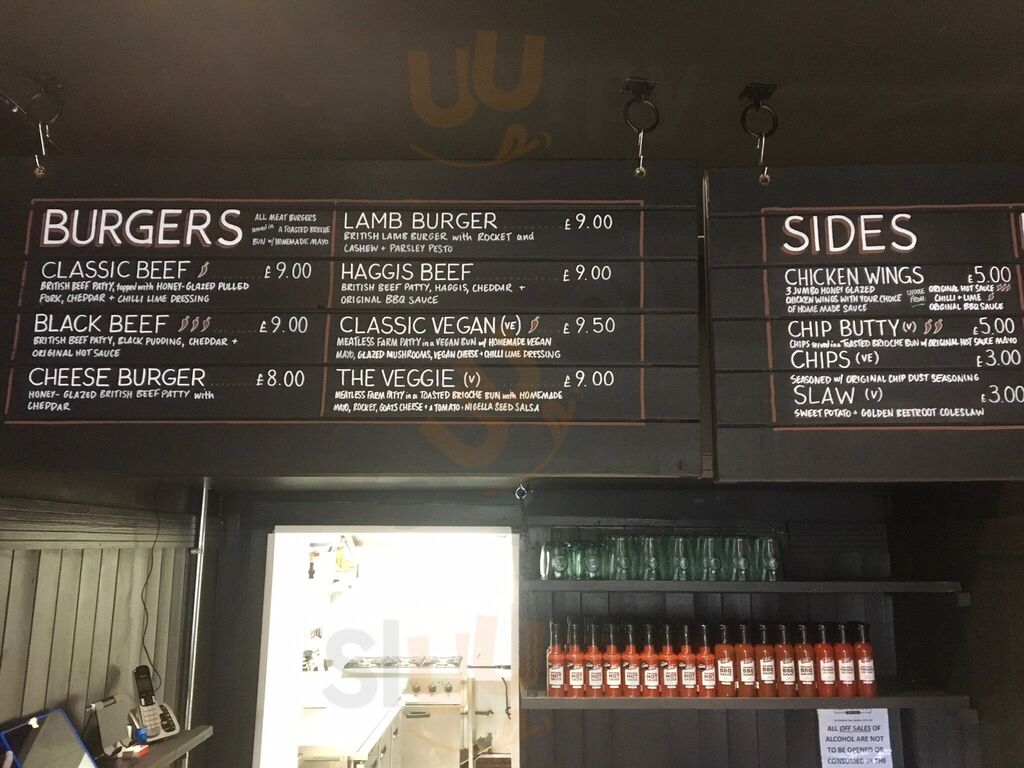 BURGERS
ALL MEAT BURGERS
served in a TOASTED BRIOCHE
BUN w/ HOMEMADE MAYO
CLASSIC BEEF £9.00
BRITISH BEEF PATTY, topped with HONEY-GLAZED PULLED
PORK, CHEDDAR + CHILLI LIME DRESSING
BLACK BEEF £9.00
BRITISH BEEF PATTY, BLACK PUDDING, CHEDDAR +
ORIGINAL HOT SAUCE
CHEESE BURGER £8.00
HONEY-GLAZED BRITISH BEEF PATTY with
CHEDDAR
LAMB BURGER £9.00
BRITISH LAMB BURGER with ROCKET and
CASHEW + PARSLEY PESTO
HAGGIS BEEF £9.00
BRITISH BEEF PATTY, HAGGIS, CHEDDAR +
ORIGINAL BBQ SAUCE
CLASSIC VEGAN (VE) £9.50
MEATLESS FARM PATTY in a VEGAN BUN w/ HOMEMADE VEGAN
MAYO, GLAZED MUSHROOMS, VEGAN CHEESE + CHILLI LIME DRESSING
THE VEGGIE (V) £9.00
MEATLESS FARM PATTY in a TOASTED BRIOCHE BUN with HOMEMADE
MAYO, ROCKET, GOATS CHEESE + a TOMATO + NIGELLA SEED SALSA
SIDES
CHICKEN WINGS £5.00
3 JUMBO HONEY GLAZED
CHICKEN WINGS WITH YOUR CHOICE
OF HOME MADE SAUCE
CHOOSE
FROM:
ORIGINAL HOT SAUCE
CHILLI + LIME
ORIGINAL BBQ SAUCE
CHIP BUTTY (V) £5.00
CHIPS served in a TOASTED BRIOCHE BUN w/ ORIGINAL HOT SAUCE MAYO
CHIPS (VE) £3.00
SEASONED w/ ORIGINAL CHIP DUST SEASONING
SLAW (V) £3.00
SWEET POTATO + GOLDEN BEETROOT COLESLAW
HOT
BBQ
ALL OFF SALES OF
ALCOHOL ARE NOT
TO BE OPENED OR
CONSUMED IN THE